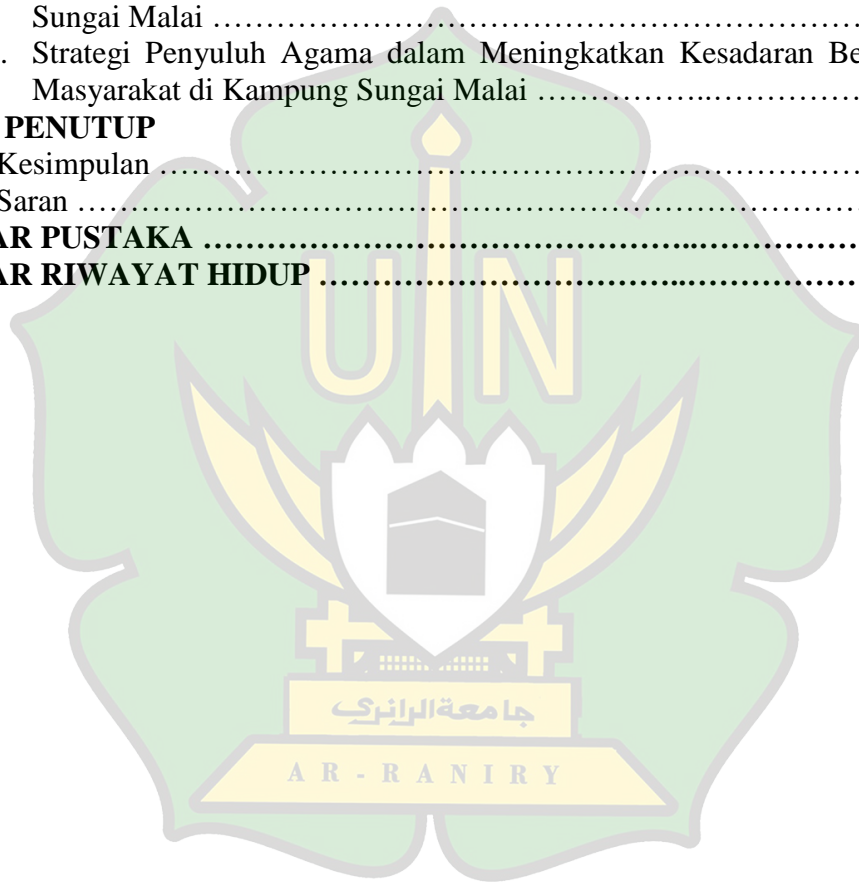 Sungai Malai ……………………………………………………………
. Strategi Penyuluh Agama dalam Meningkatkan Kesadaran Be
Masyarakat di Kampung Sungai Malai ……………..……………
PENUTUP
Kesimpulan ……………………………………………………………
Saran ……………………………………………………………………
AR PUSTAKA ……………………………………………..……………
AR RIWAYAT HIDUP ………………………………...………………
UIN
جامعة الرانري
AR-RANIRY